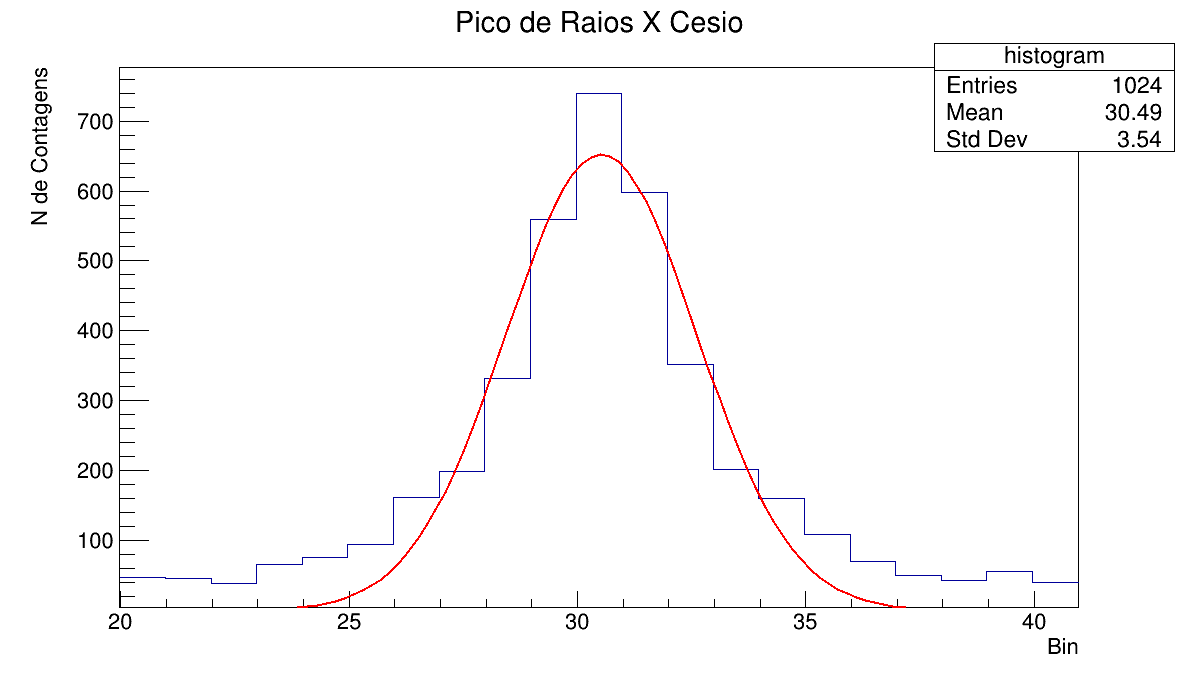 Pico de Raios X Cesio
histogram
Entries 1024
Mean 30.49
Std Dev 3.54
N de Contagens
700
600
500
400
300
200
100
20 25 30 35 40
Bin